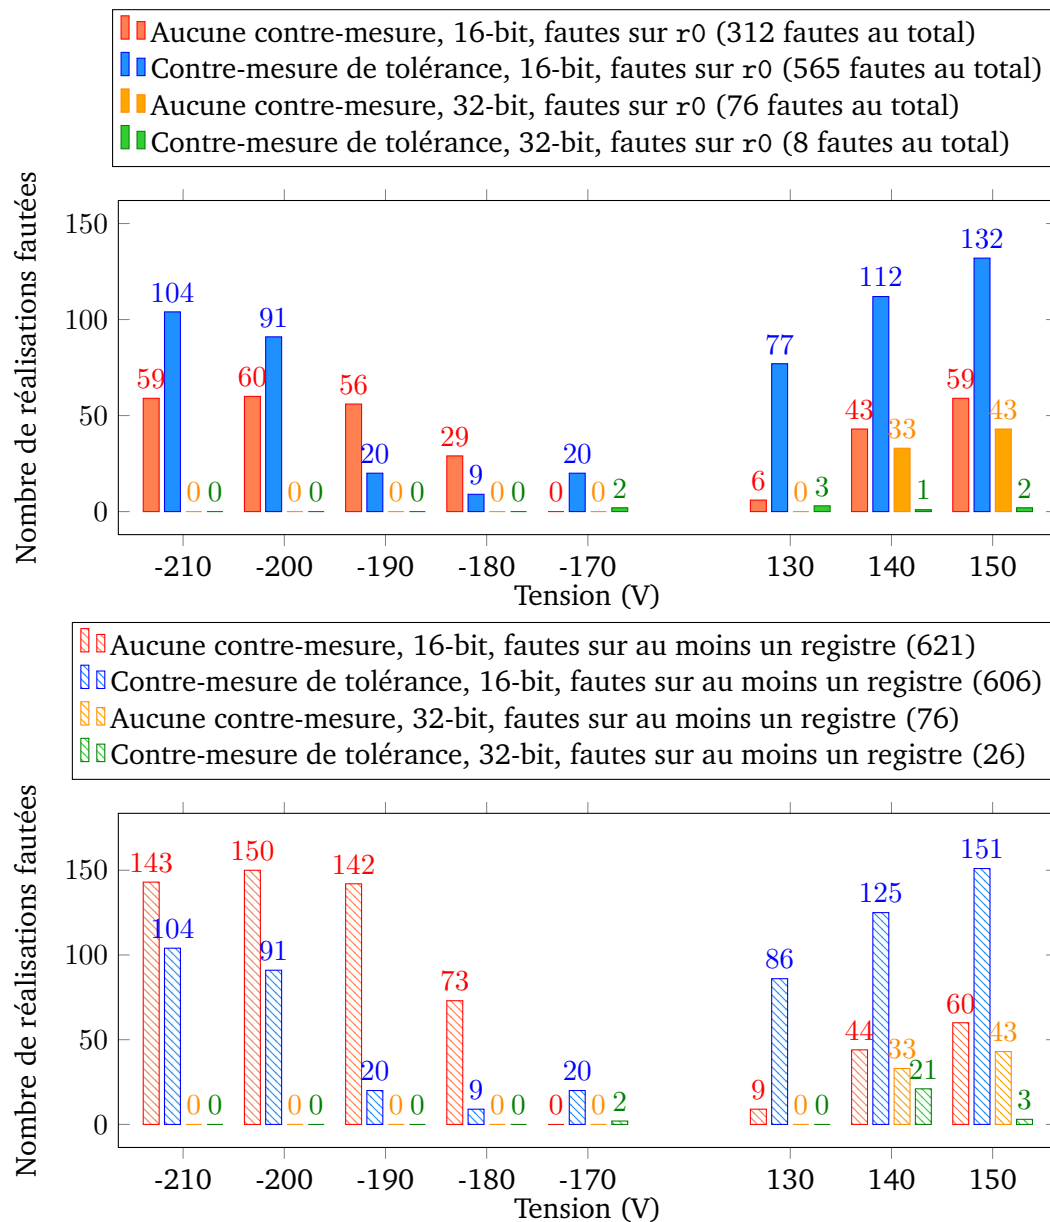 Aucune contre-mesure, 16-bit, fautes sur r0 (312 fautes au total)
Contre-mesure de tolérance, 16-bit, fautes sur r0 (565 fautes au total)
Aucune contre-mesure, 32-bit, fautes sur r0 (76 fautes au total)
Contre-mesure de tolérance, 32-bit, fautes sur r0 (8 fautes au total)
Nombre de réalisations fautées
150
100
50
0
59 104 0 0
60 91 0 0
56 20 0 0
29 9 0 0
0 20 0 2
6 77 0 3
43 112 33 1
59 132 43 2
-210 -200 -190 -180 -170 130 140 150
Tension (V)
Aucune contre-mesure, 16-bit, fautes sur au moins un registre (621)
Contre-mesure de tolérance, 16-bit, fautes sur au moins un registre (606)
Aucune contre-mesure, 32-bit, fautes sur au moins un registre (76)
Contre-mesure de tolérance, 32-bit, fautes sur au moins un registre (26)
Nombre de réalisations fautées
150
100
50
0
143 104 0 0
150 91 0 0
142 20 0 0
73 9 0 0
0 20 0 2
9 86 0 0
44 125 33 21
60 151 43 3
-210 -200 -190 -180 -170 130 140 150
Tension (V)